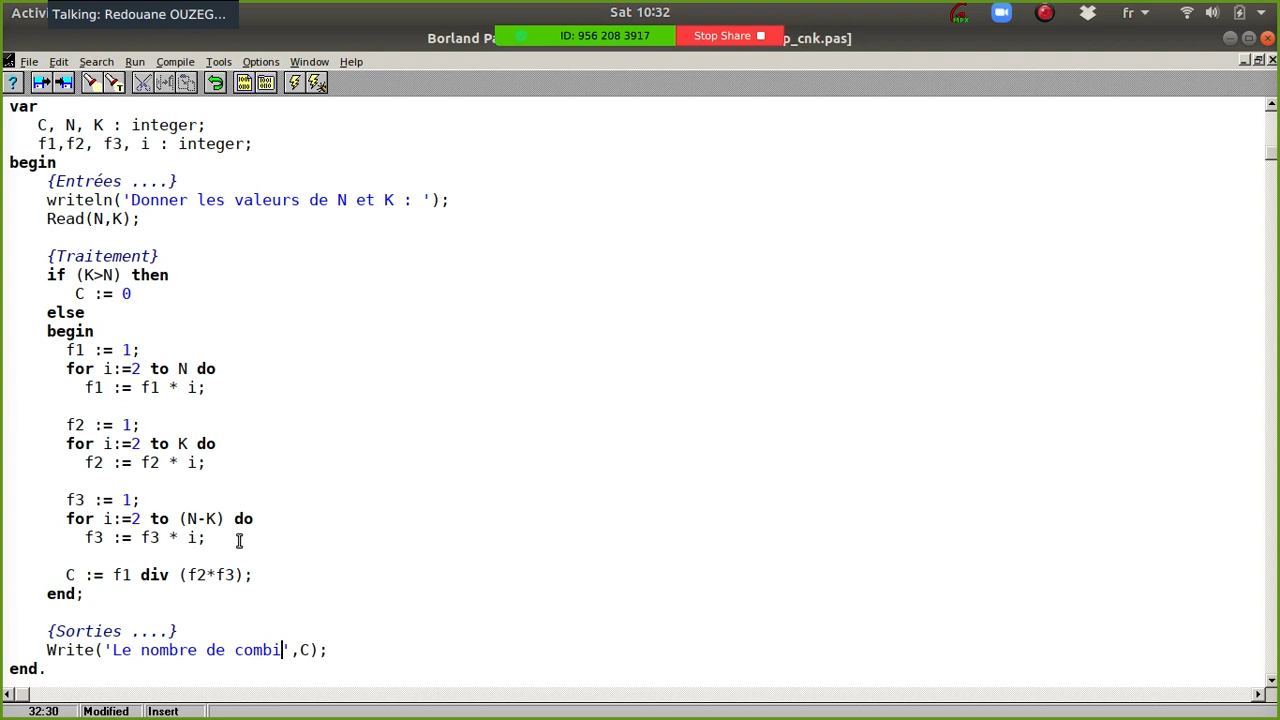 Activi
Talking: Redouane OUZEG...
Sat 10:32
MPX
fr
Borland Pa
ID: 956 208 3917
Stop Share
p_cnk.pas]
File Edit Search Run Compile Tools Options Window Help
var
C, N, K : integer;
f1,f2, f3, i : integer;
begin
{Entrées ....}
writeln('Donner les valeurs de N et K : ');
Read(N,K);
{Traitement}
if (K>N) then
C := 0
else
begin
f1 := 1;
for i:=2 to N do
f1 := f1 * i;
f2 := 1;
for i:=2 to K do
f2 := f2 * i;
f3 := 1;
for i:=2 to (N-K) do
f3 := f3 * i;
C := f1 div (f2*f3);
end;
{Sorties ....}
Write('Le nombre de combi',C);
end.
32:30 Modified Insert